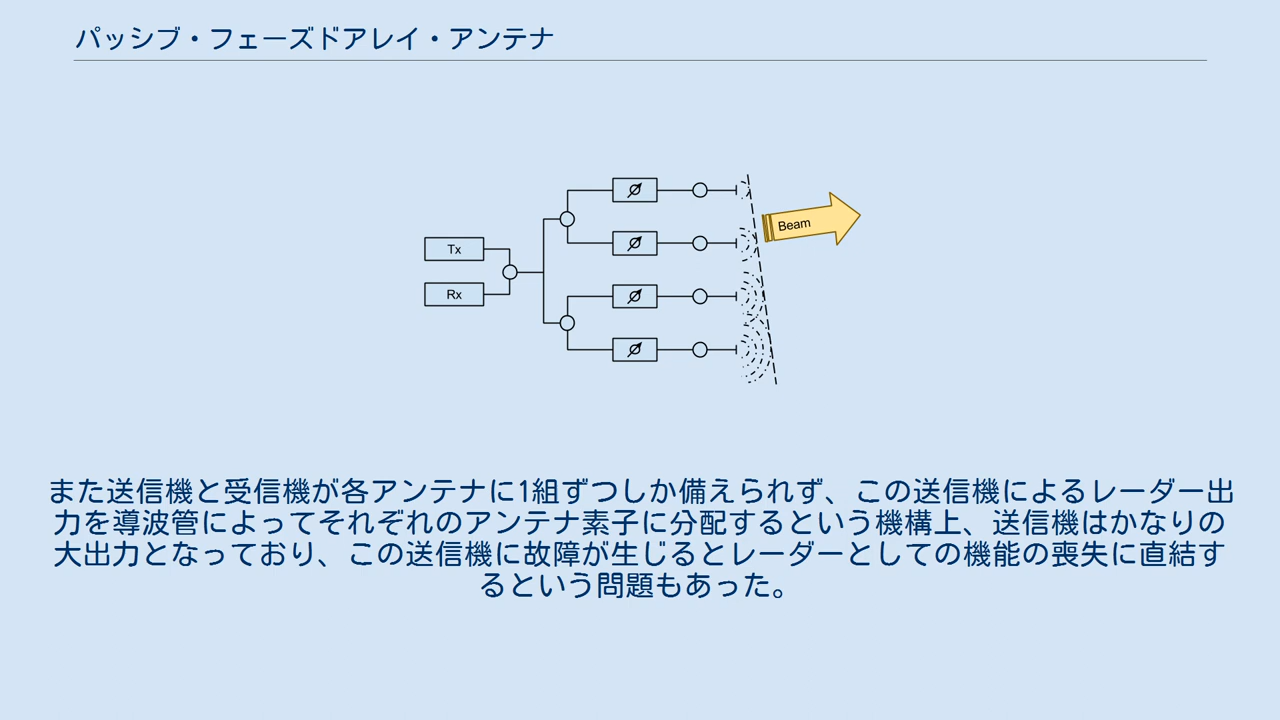 パッシブ・フェーズドアレイ・アンテナ
Tx
Rx
Beam
また送信機と受信機が各アンテナに1組ずつしか備えられず、この送信機によるレーダー出
力を導波管によってそれぞれのアンテナ素子に分配するという機構上、送信機はかなりの
大出力となっており、この送信機に故障が生じるとレーダーとしての機能の喪失に直結す
るという問題もあった。